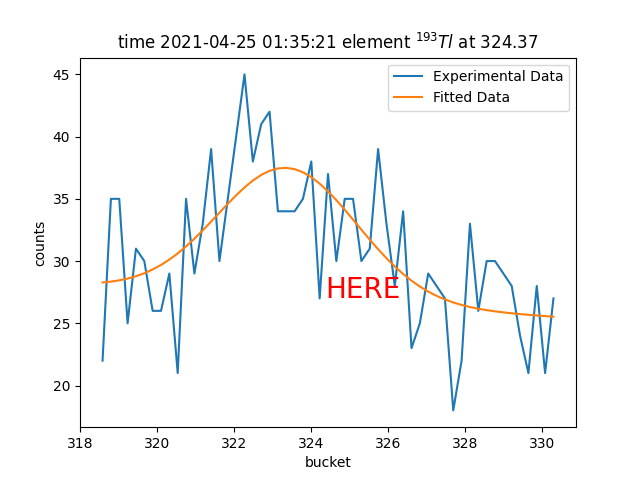 time 2021-04-25 01:35:21 element ¹⁹³Tl at 324.37
Experimental Data
Fitted Data
45
40
35
30
25
20
counts
HERE
318
320
322
324
326
328
330
bucket